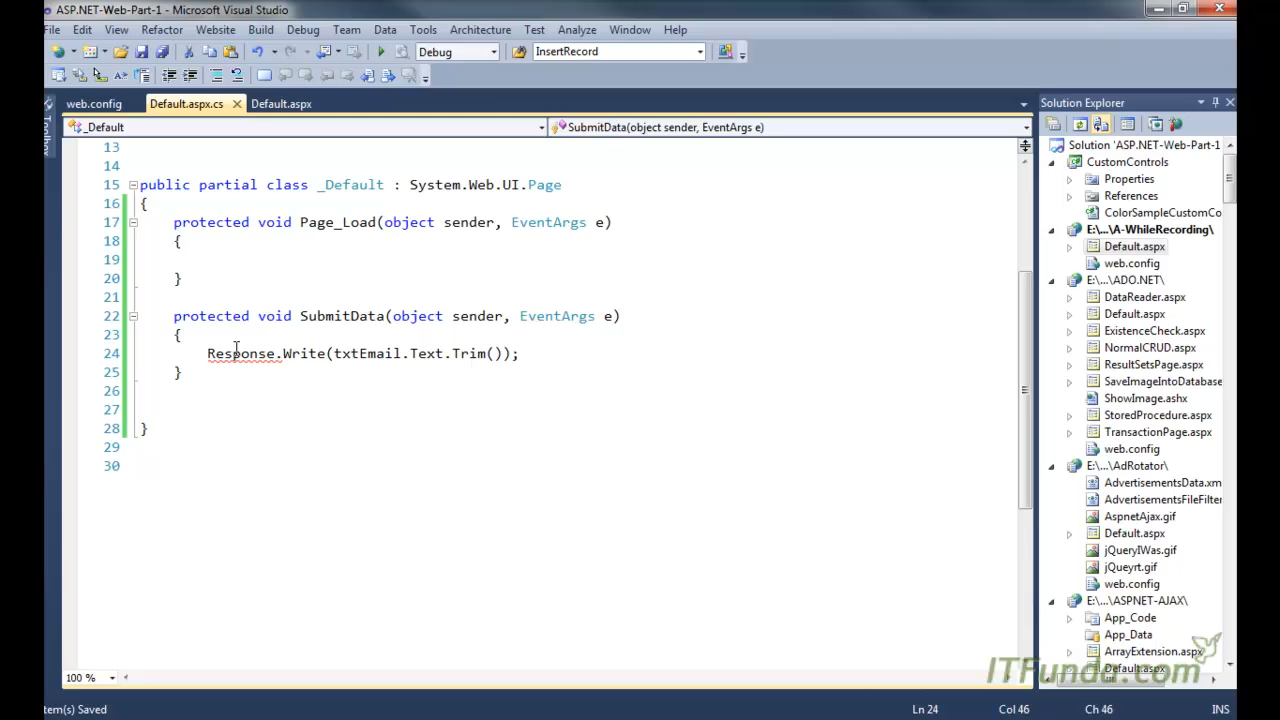 ASP.NET-Web-Part-1 - Microsoft Visual Studio
File Edit View Refactor Website Build Debug Team Data Tools Architecture Test Analyze Window Help
Debug InsertRecord
web.config Default.aspx.cs Default.aspx
_Default SubmitData(object sender, EventArgs e)
Toolbox
13
14
15 public partial class _Default : System.Web.UI.Page
16 {
17 protected void Page_Load(object sender, EventArgs e)
18 {
19
20 }
21
22 protected void SubmitData(object sender, EventArgs e)
23 {
24 Response.Write(txtEmail.Text.Trim());
25 }
26
27
28 }
29
30
100 %
Solution Explorer
Solution 'ASP.NET-Web-Part-1
CustomControls
Properties
References
ColorSampleCustomCo
E:\...\A-WhileRecording\
Default.aspx
web.config
E:\...\ADO.NET\
DataReader.aspx
Default.aspx
ExistenceCheck.aspx
NormalCRUD.aspx
ResultSetsPage.aspx
SaveImageIntoDatabase
ShowImage.ashx
StoredProcedure.aspx
TransactionPage.aspx
web.config
E:\...\AdRotator\
AdvertisementsData.xm
AdvertisementsFileFilter
AspnetAjax.gif
Default.aspx
jQueryIWas.gif
jQueyrt.gif
web.config
E:\...\ASPNET-AJAX\
App_Code
App_Data
ArrayExtension.aspx
Default.aspx
ITFunda.com
tem(s) Saved Ln 24 Col 46 Ch 46 INS